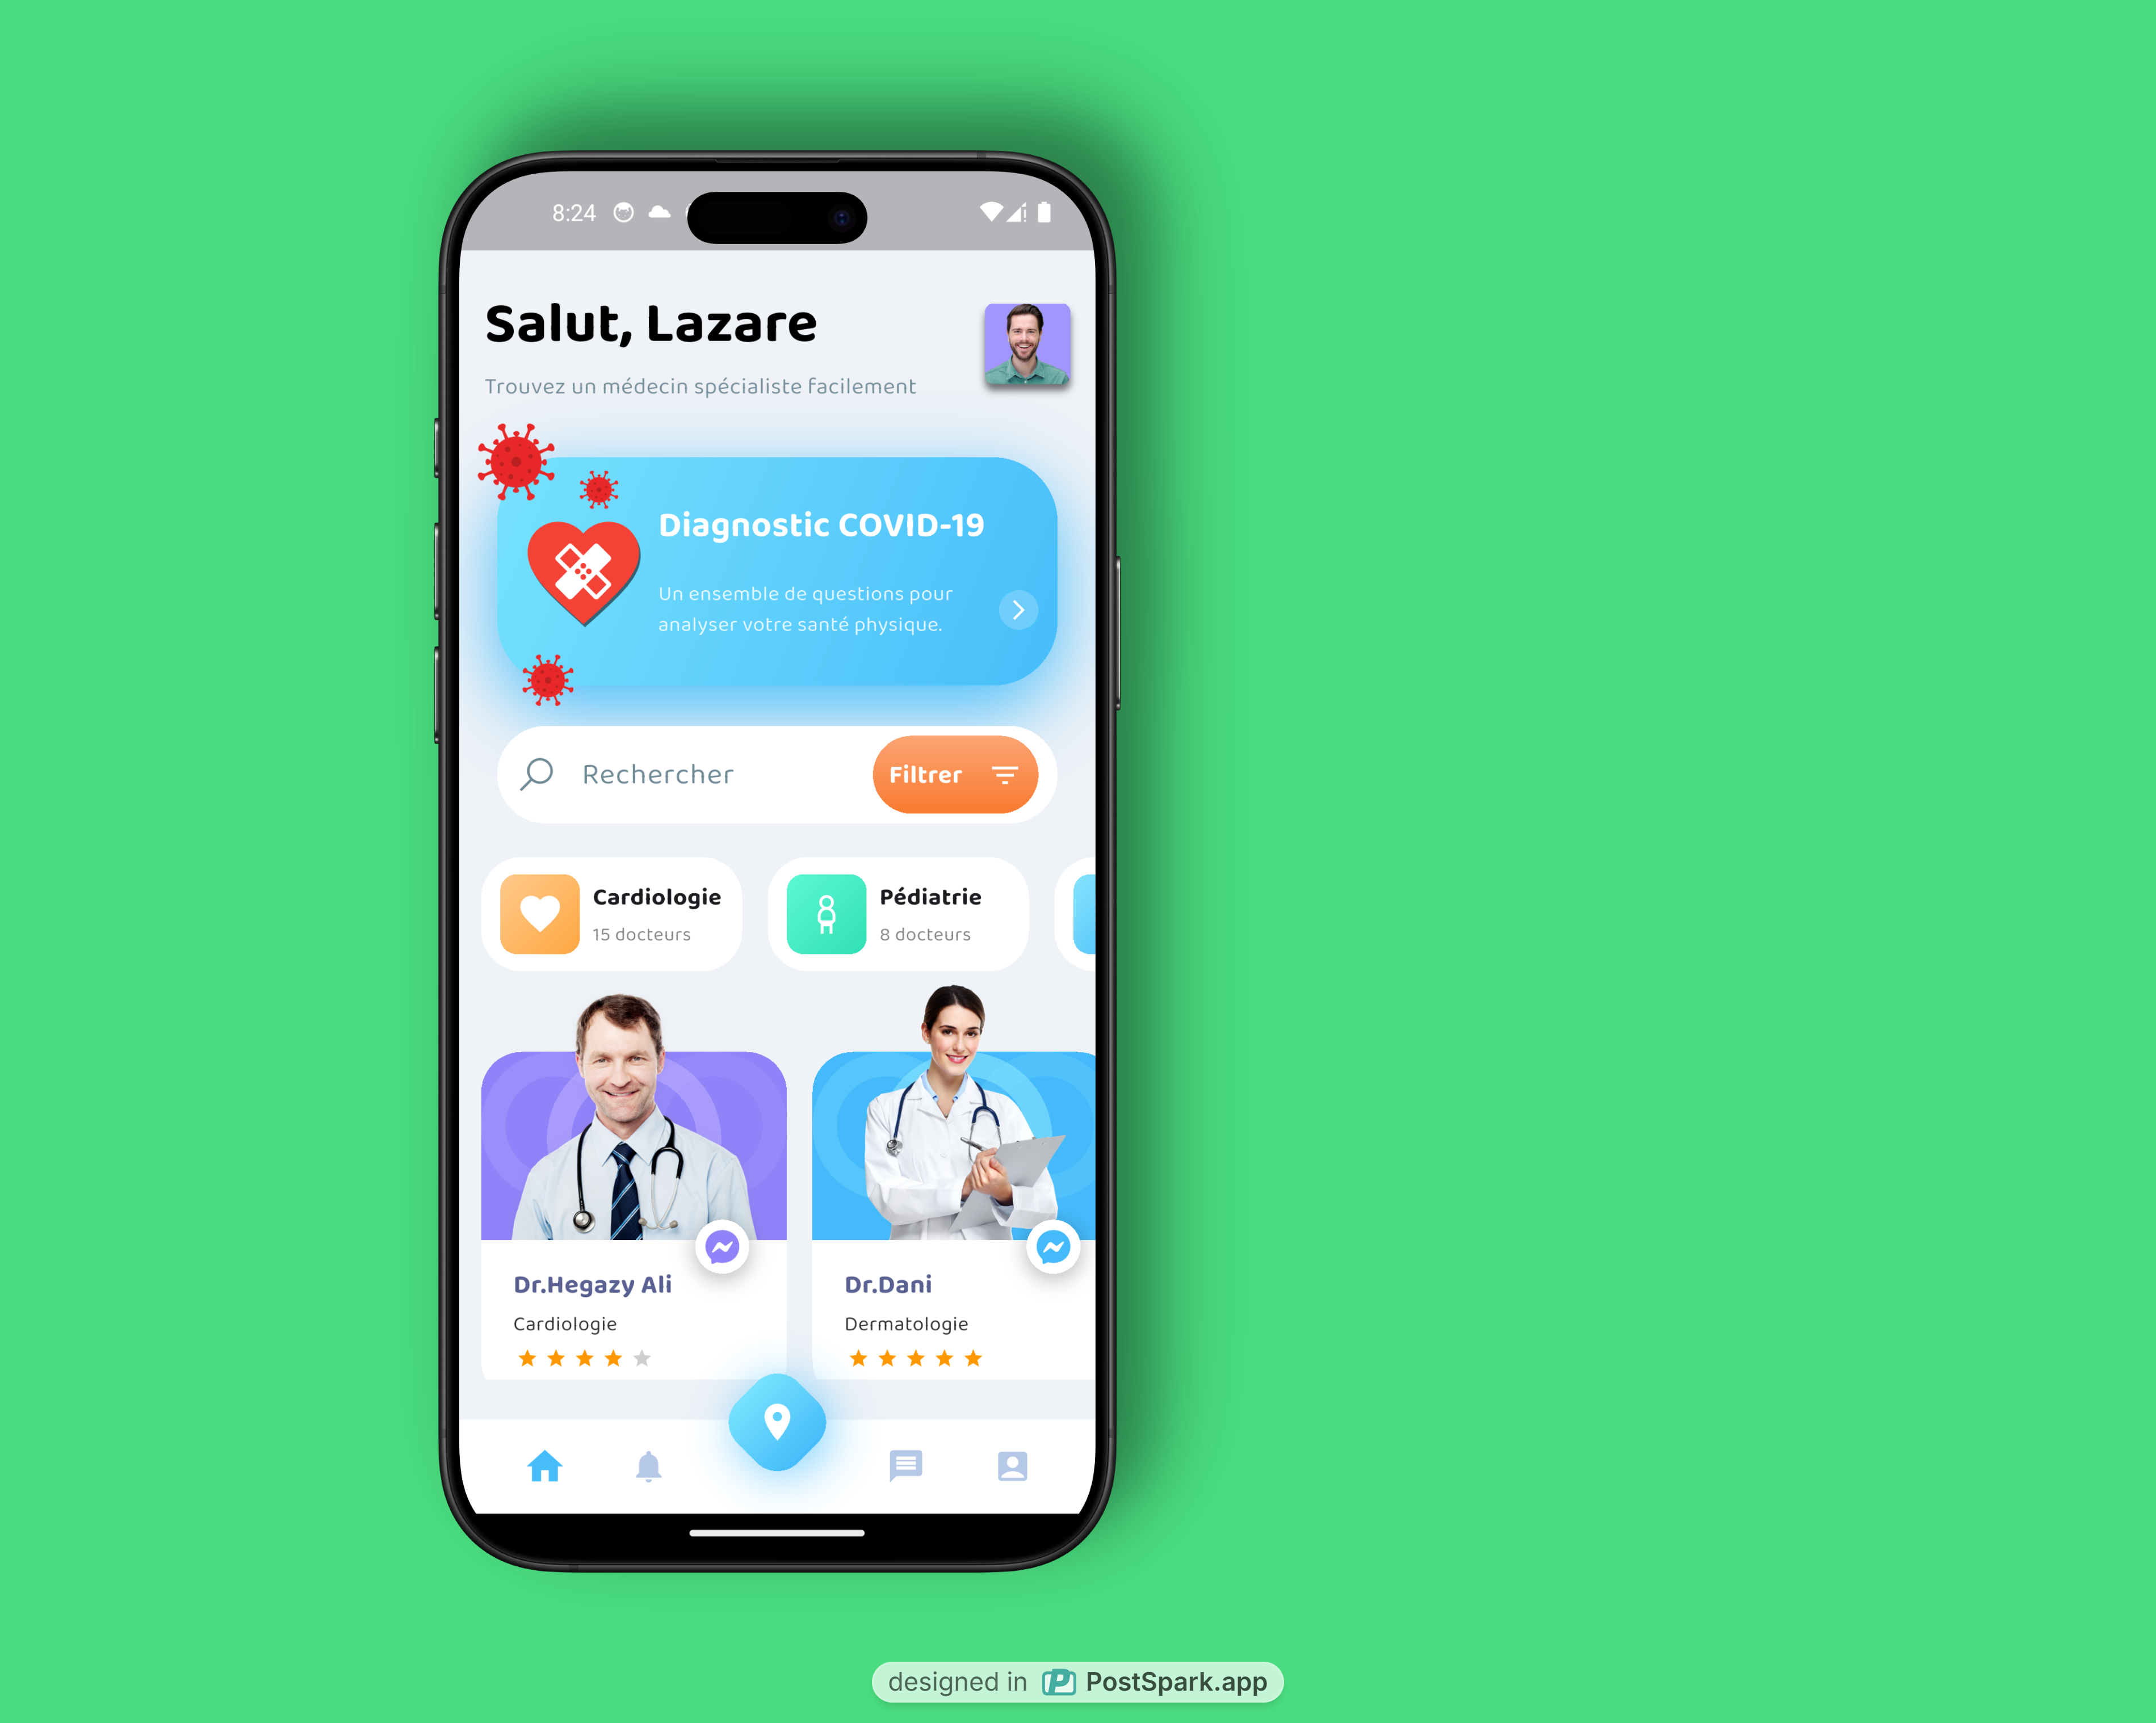 8:24
Salut, Lazare
Trouvez un médecin spécialiste facilement
Diagnostic COVID-19
Un ensemble de questions pour
analyser votre santé physique.
Rechercher
Filtrer
Cardiologie
15 docteurs
Pédiatrie
8 docteurs
Dr.Hegazy Ali
Cardiologie
Dr.Dani
Dermatologie
designed in PostSpark.app